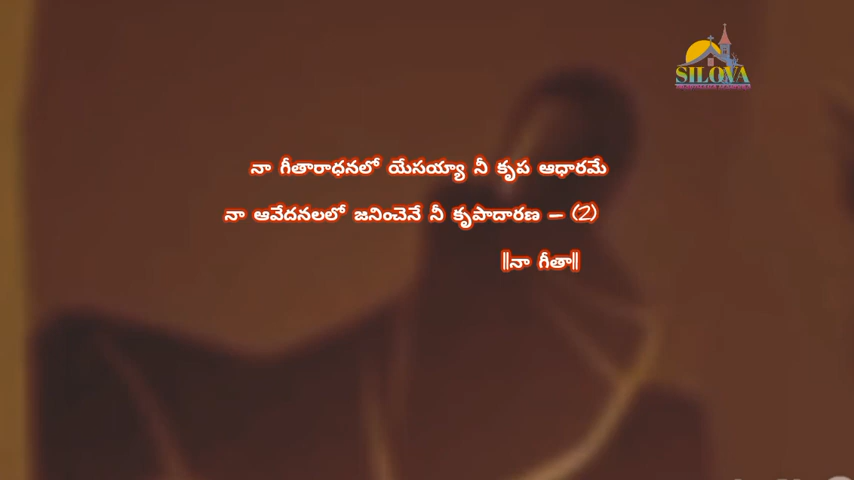 SILOVA
నా గీతారాధనలో యేసయ్యా నీ కృప ఆధారమే
నా ఆవేదనలలో జనించెనే నీ కృపాదారణ – (2)
||నా గీతా||